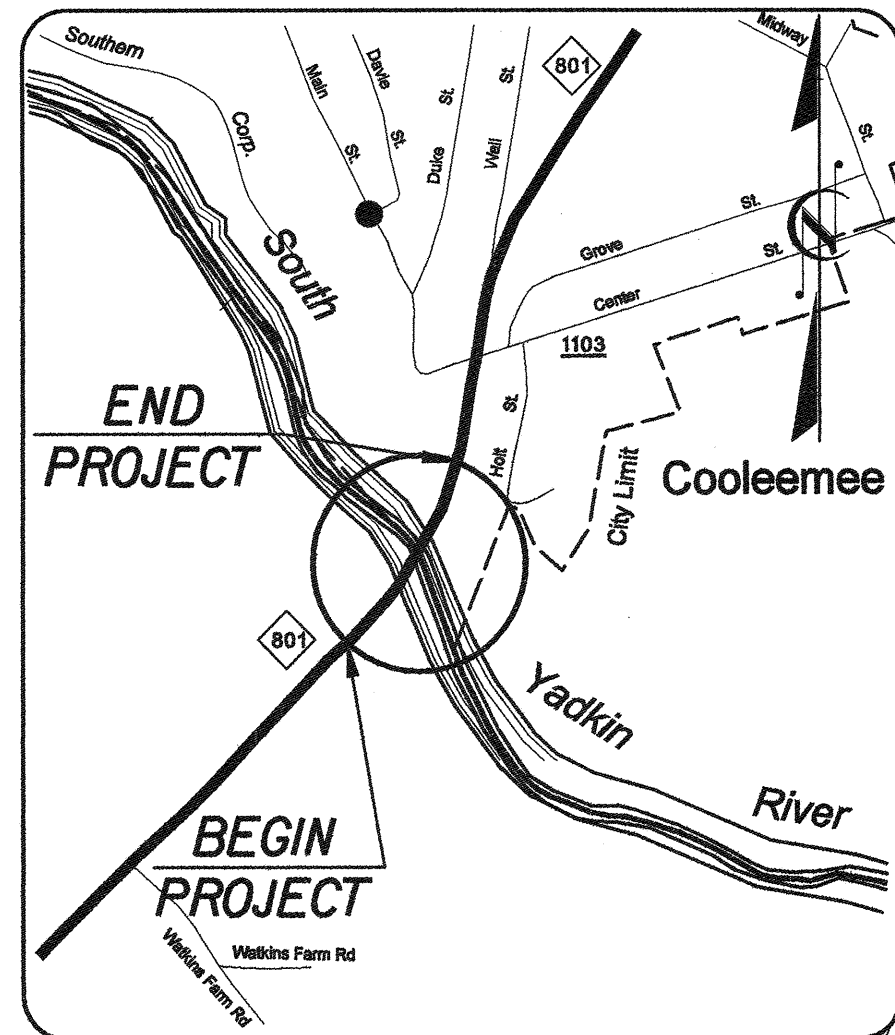 Southern
Corp.
Main
St.
Davie
St.
Duke
St.
Wall
St.
801
Midway
St.
Grove
St.
Center
St.
1103
South
END
PROJECT
Holt
St.
City Limit
Cooleemee
801
Yadkin
River
BEGIN
PROJECT
Watkins Farm Rd
Watkins Farm Rd